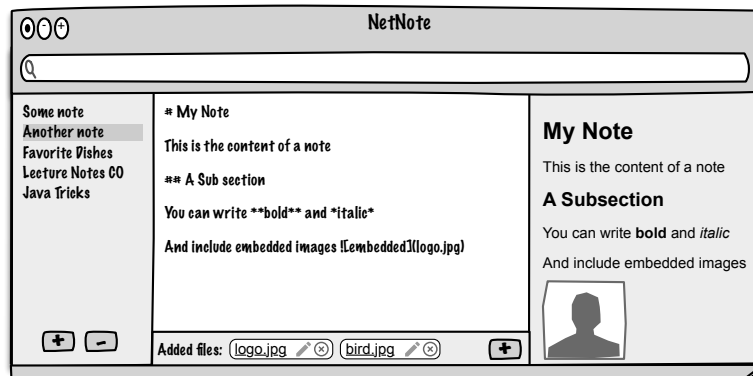 NetNote
Some note
Another note
Favorite Dishes
Lecture Notes CO
Java Tricks
# My Note
This is the content of a note
## A Sub section
You can write **bold** and *italic*
And include embedded images ![embedded](logo.jpg)
Added files: logo.jpg bird.jpg
My Note
This is the content of a note
A Subsection
You can write bold and italic
And include embedded images